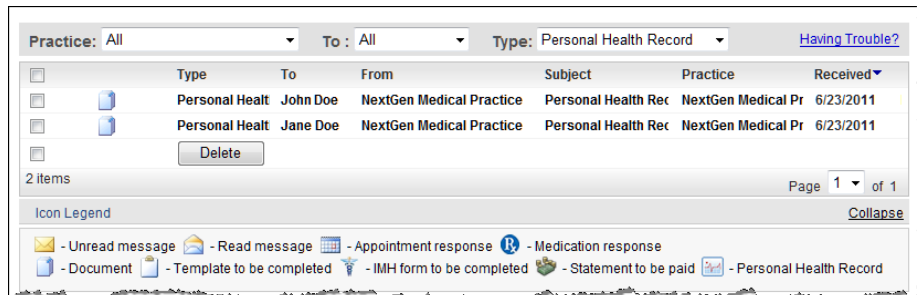 Practice: All To : All Type: Personal Health Record Having Trouble?
Type To From Subject Practice Received
Personal Healt John Doe NextGen Medical Practice Personal Health Rec NextGen Medical Pr 6/23/2011
Personal Healt Jane Doe NextGen Medical Practice Personal Health Rec NextGen Medical Pr 6/23/2011
Delete
2 items
Page 1 of 1
Icon Legend Collapse
- Unread message - Read message - Appointment response R - Medication response
- Document - Template to be completed - IMH form to be completed - Statement to be paid - Personal Health Record